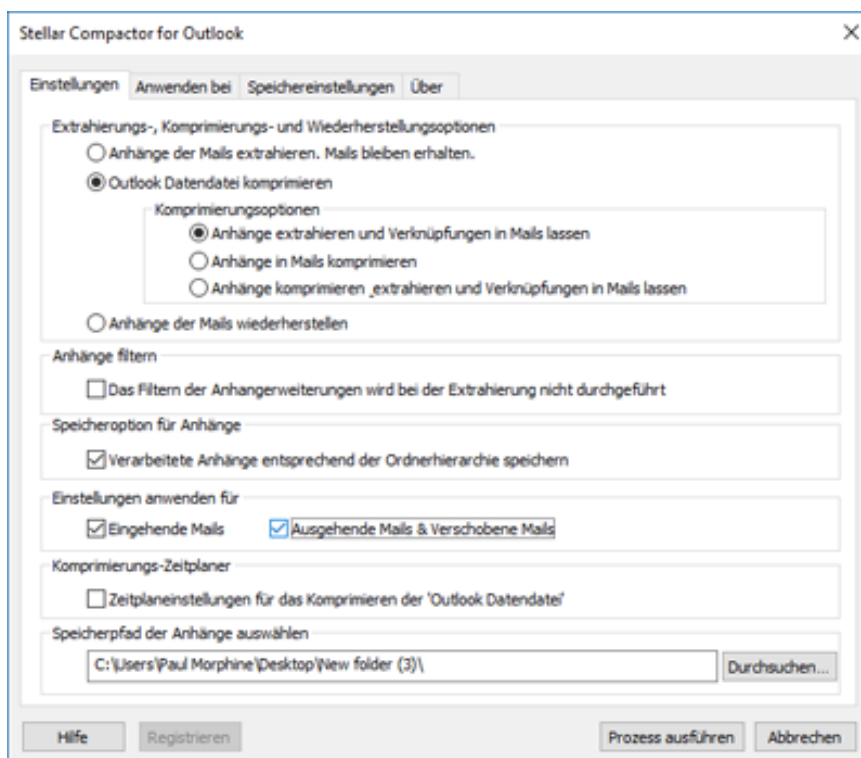 Stellar Compactor for Outlook
Einstellungen Anwenden bei Speichereinstellungen Über
Extrahierungs-, Komprimierungs- und Wiederherstellungsoptionen
Anhänge der Mails extrahieren. Mails bleiben erhalten.
Outlook Datendatei komprimieren
Komprimierungsoptionen
Anhänge extrahieren und Verknüpfungen in Mails lassen
Anhänge in Mails komprimieren
Anhänge komprimieren ,extrahieren und Verknüpfungen in Mails lassen
Anhänge der Mails wiederherstellen
Anhänge filtern
Das Filtern der Anhangerweiterungen wird bei der Extrahierung nicht durchgeführt
Speicheroption für Anhänge
Verarbeitete Anhänge entsprechend der Ordnerhierarchie speichern
Einstellungen anwenden für
Eingehende Mails Ausgehende Mails & Verschobene Mails
Komprimierungs-Zeitplaner
Zeitplaneinstellungen für das Komprimieren der 'Outlook Datendatei'
Speicherpfad der Anhänge auswählen
C:\Users\Paul Morphine\Desktop\New folder (3)\ Durchsuchen...
Hilfe Registrieren Prozess ausführen Abbrechen